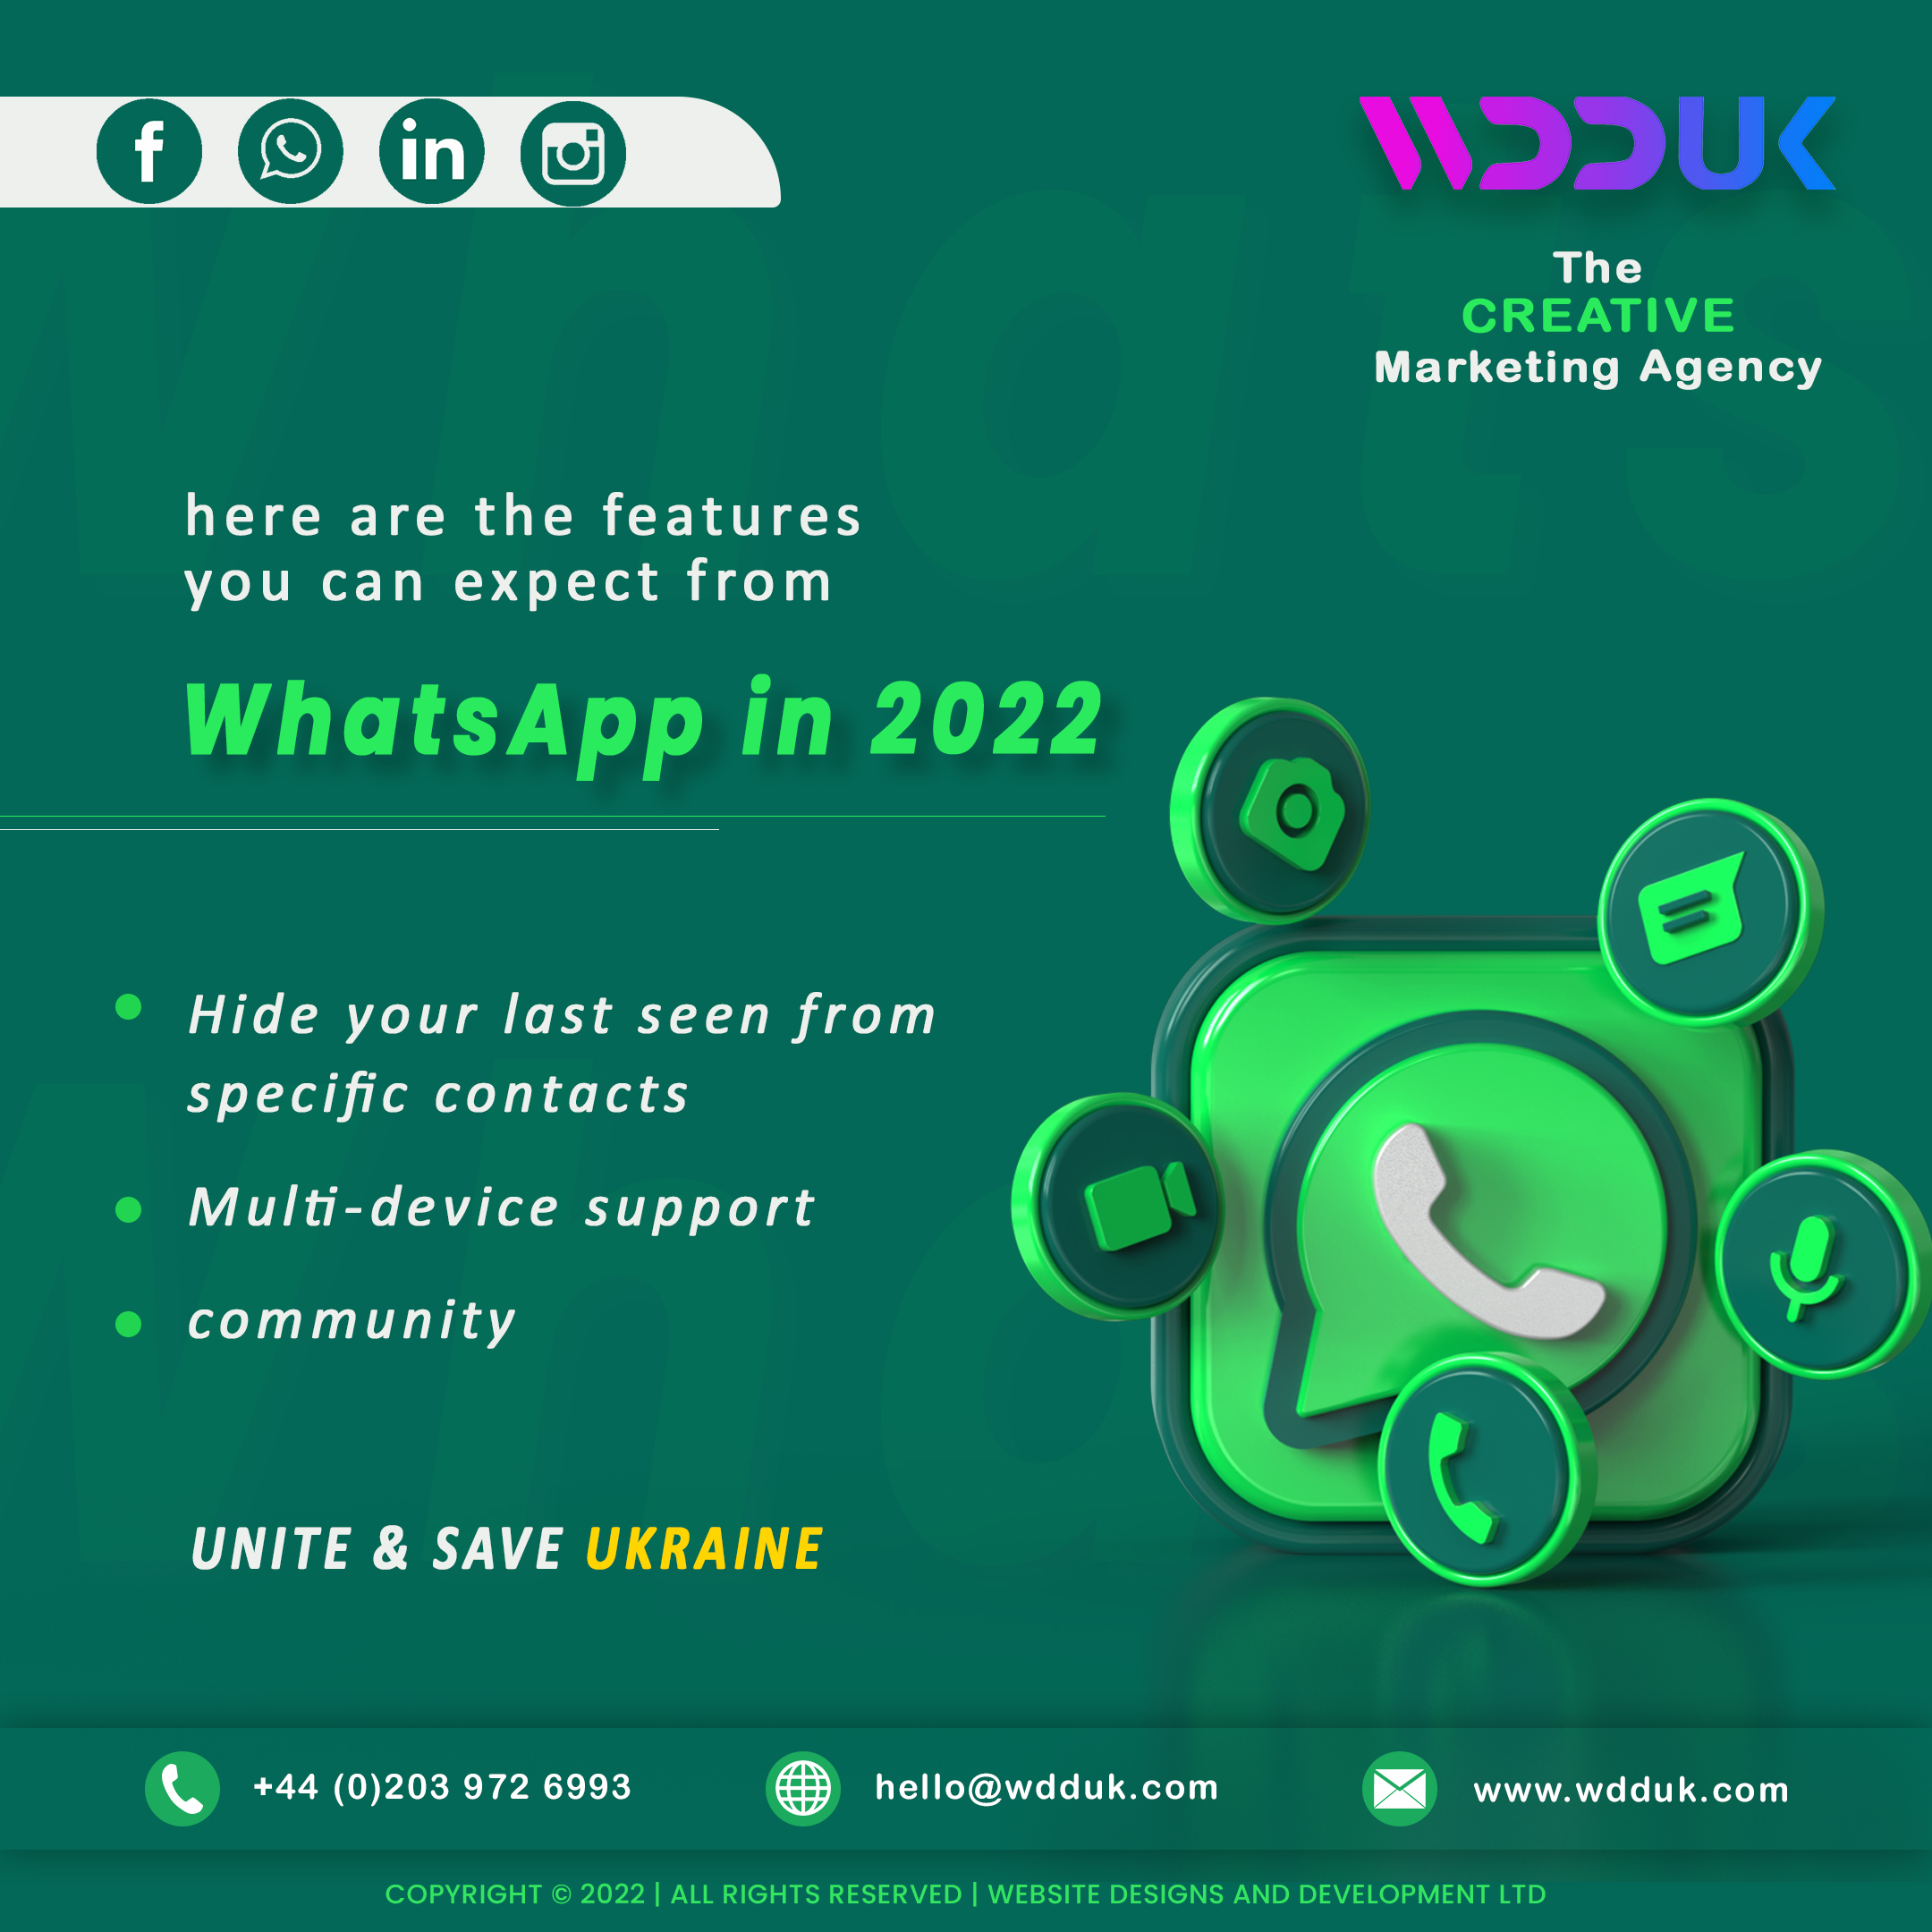 WDDUK
The
CREATIVE
Marketing Agency
here are the features
you can expect from
WhatsApp in 2022
Hide your last seen from
specific contacts
Multi-device support
community
UNITE & SAVE UKRAINE
+44 (0)203 972 6993
hello@wdduk.com
www.wdduk.com
COPYRIGHT © 2022 | ALL RIGHTS RESERVED | WEBSITE DESIGNS AND DEVELOPMENT LTD